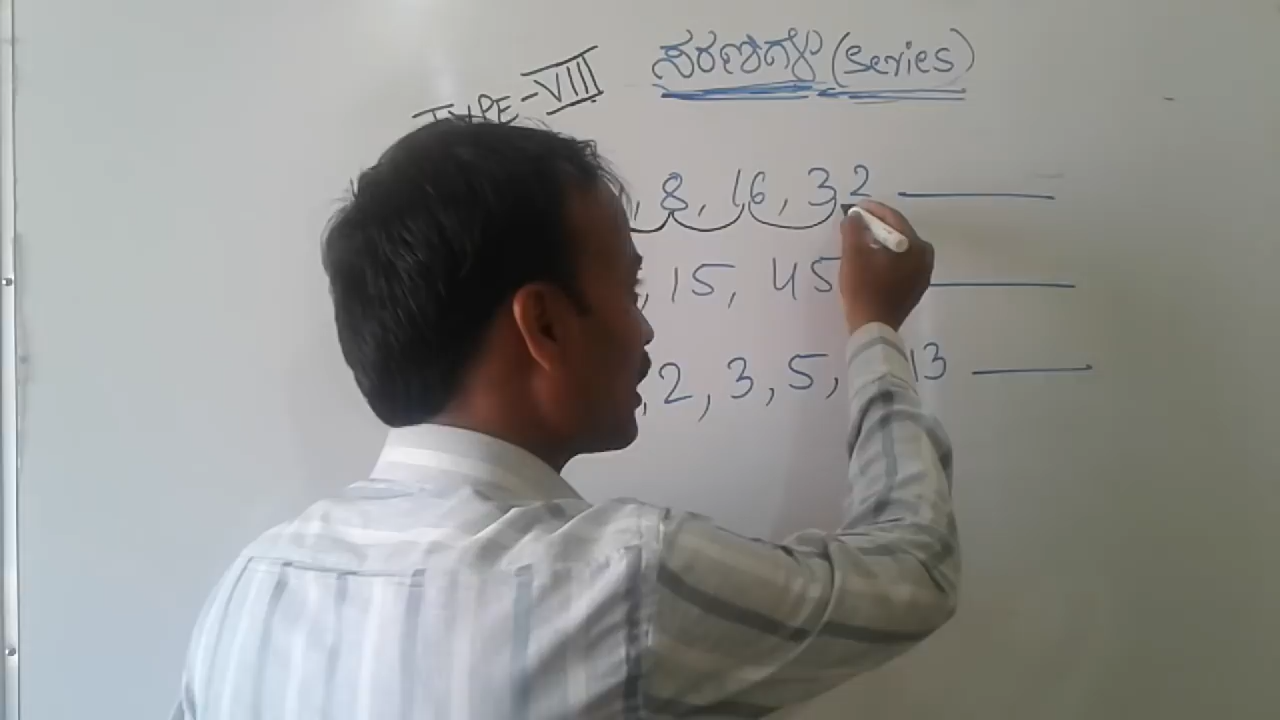 ಸರಣಿಗಳು (Series)
TYPE-VIII
, 8, 16, 32
, 15, 45
, 2, 3, 5, 13